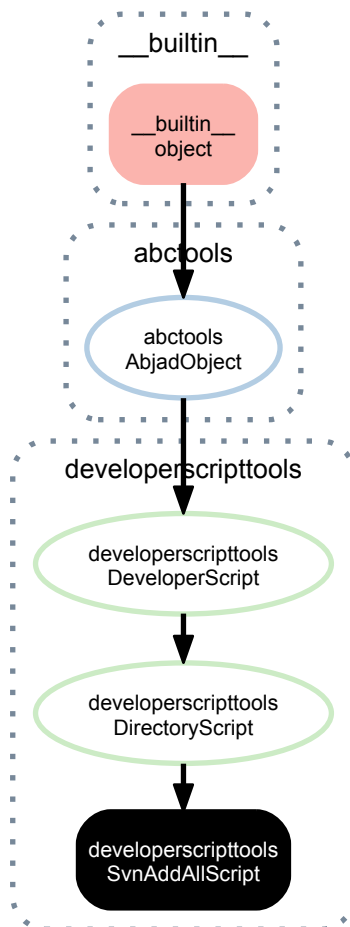 __builtin__
__builtin__
object
abctools
abctools
AbjadObject
developerscripttools
developerscripttools
DeveloperScript
developerscripttools
DirectoryScript
developerscripttools
SvnAddAllScript